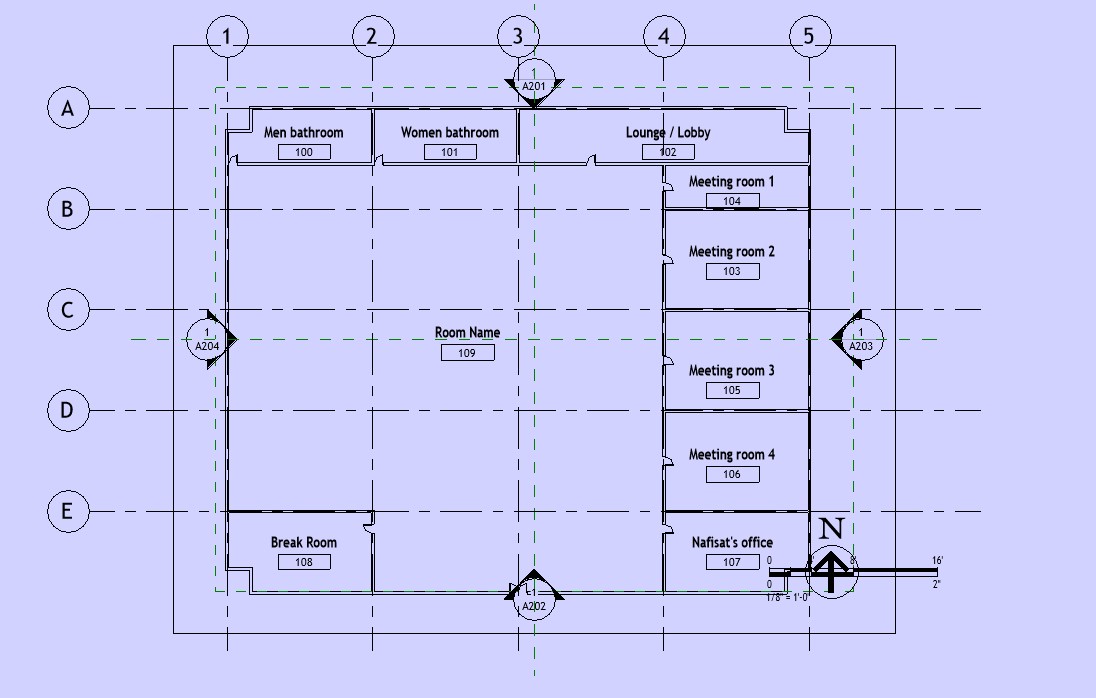 1 2 3 4 5
1
A201
A
Men bathroom Women bathroom Lounge / Lobby
100 101 102
Meeting room 1
104
B
Meeting room 2
103
C
Room Name
109
1
A204
1
A203
Meeting room 3
105
D
Meeting room 4
106
E
N
Break Room
108
Nafisat's office
107
0 8' 16'
0 2"
1/8" = 1'-0"
1
A202